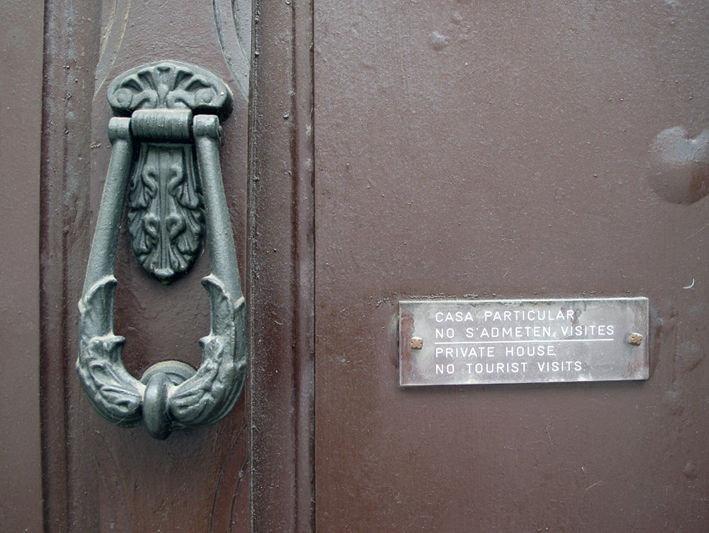 CASA PARTICULAR
NO S'ADMETEN VISITES
PRIVATE HOUSE
NO TOURIST VISITS